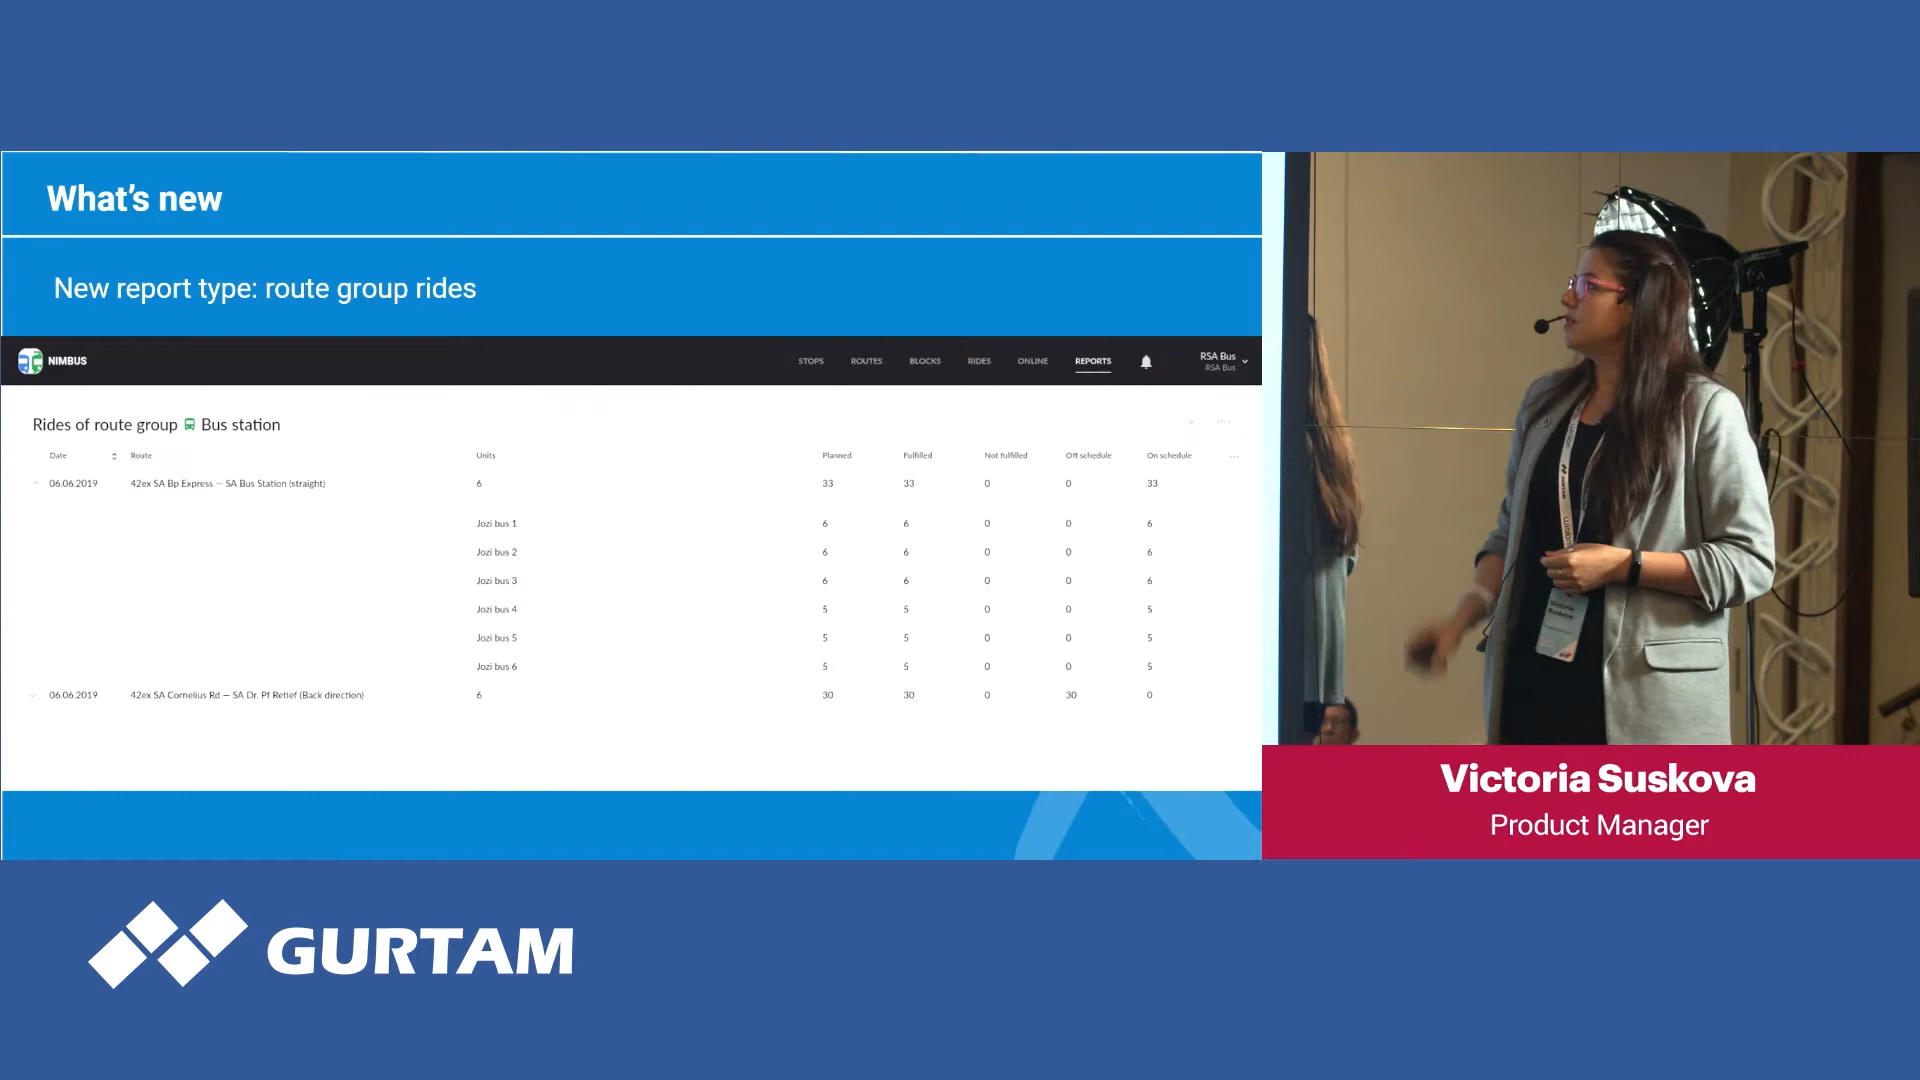 What's new
New report type: route group rides
NIMBUS
STOPS ROUTES BLOCKS RIDES ONLINE REPORTS RSA Bus
RSA Bus
Rides of route group Bus station
Date Route Units Planned Fulfilled Not fulfilled Off schedule On schedule ...
06.06.2019 42ex SA Bp Express — SA Bus Station (straight) 6 33 33 0 0 33
Jozi bus 1 6 6 0 0 6
Jozi bus 2 6 6 0 0 6
Jozi bus 3 6 6 0 0 6
Jozi bus 4 5 5 0 0 5
Jozi bus 5 5 5 0 0 5
Jozi bus 6 5 5 0 0 5
06.06.2019 42ex SA Cornelius Rd — SA Dr. Pf Retief (Back direction) 6 30 30 0 30 0
Victoria Suskova
Product Manager
GURTAM